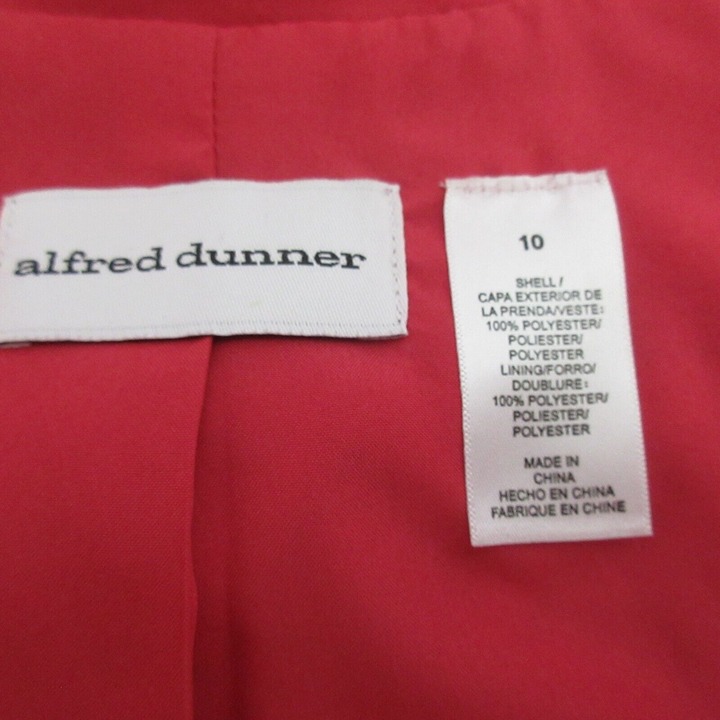 alfred dunner
10
SHELL/
CAPA EXTERIOR DE
LA PRENDA/VESTE:
100% POLYESTER/
POLIESTER/
POLYESTER
LINING/FORRO/
DOUBLURE:
100% POLYESTER/
POLIESTER/
POLYESTER
MADE IN
CHINA
HECHO EN CHINA
FABRIQUE EN CHINE